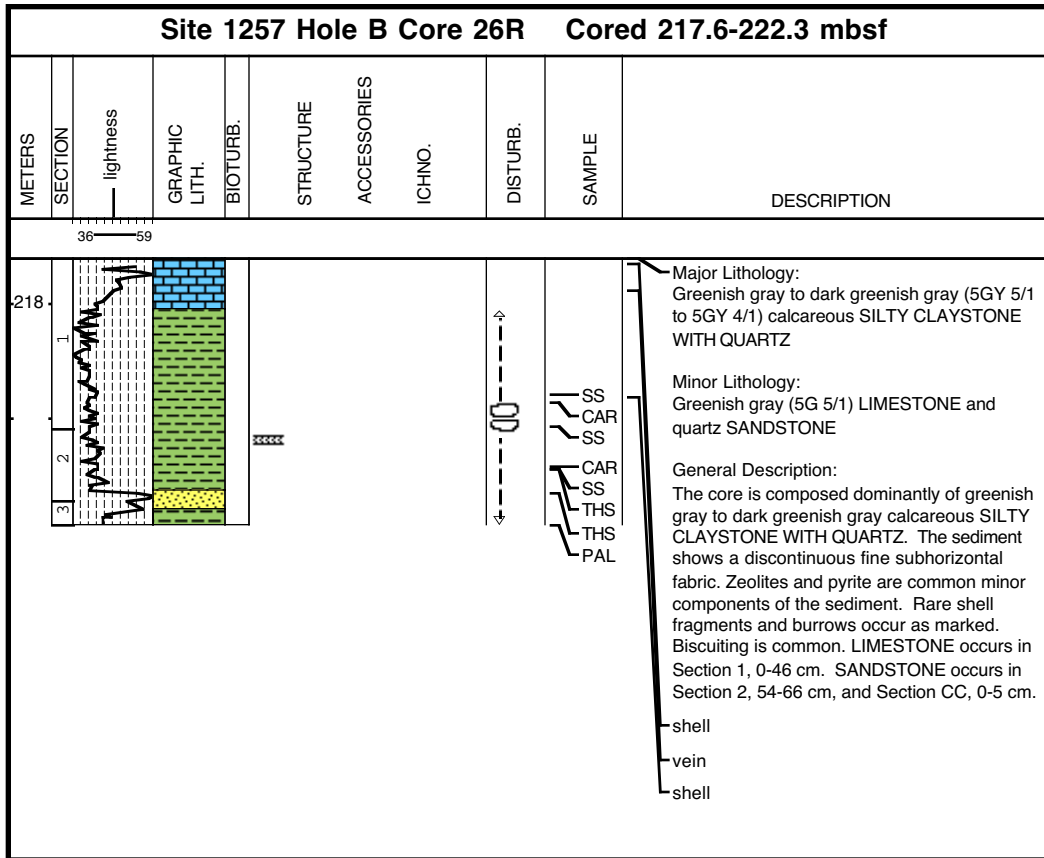 Site 1257 Hole B Core 26R Cored 217.6-222.3 mbsf
METERS
SECTION
lightness
GRAPHIC
LITH.
BIOTURB.
STRUCTURE
ACCESSORIES
ICHNO.
DISTURB.
SAMPLE
DESCRIPTION
36 59
218
1
2
3
SS
CAR
SS
CAR
SS
THS
THS
PAL
Major Lithology:
Greenish gray to dark greenish gray (5GY 5/1
to 5GY 4/1) calcareous SILTY CLAYSTONE
WITH QUARTZ
Minor Lithology:
Greenish gray (5G 5/1) LIMESTONE and
quartz SANDSTONE
General Description:
The core is composed dominantly of greenish
gray to dark greenish gray calcareous SILTY
CLAYSTONE WITH QUARTZ. The sediment
shows a discontinuous fine subhorizontal
fabric. Zeolites and pyrite are common minor
components of the sediment. Rare shell
fragments and burrows occur as marked.
Biscuiting is common. LIMESTONE occurs in
Section 1, 0-46 cm. SANDSTONE occurs in
Section 2, 54-66 cm, and Section CC, 0-5 cm.
shell
vein
shell